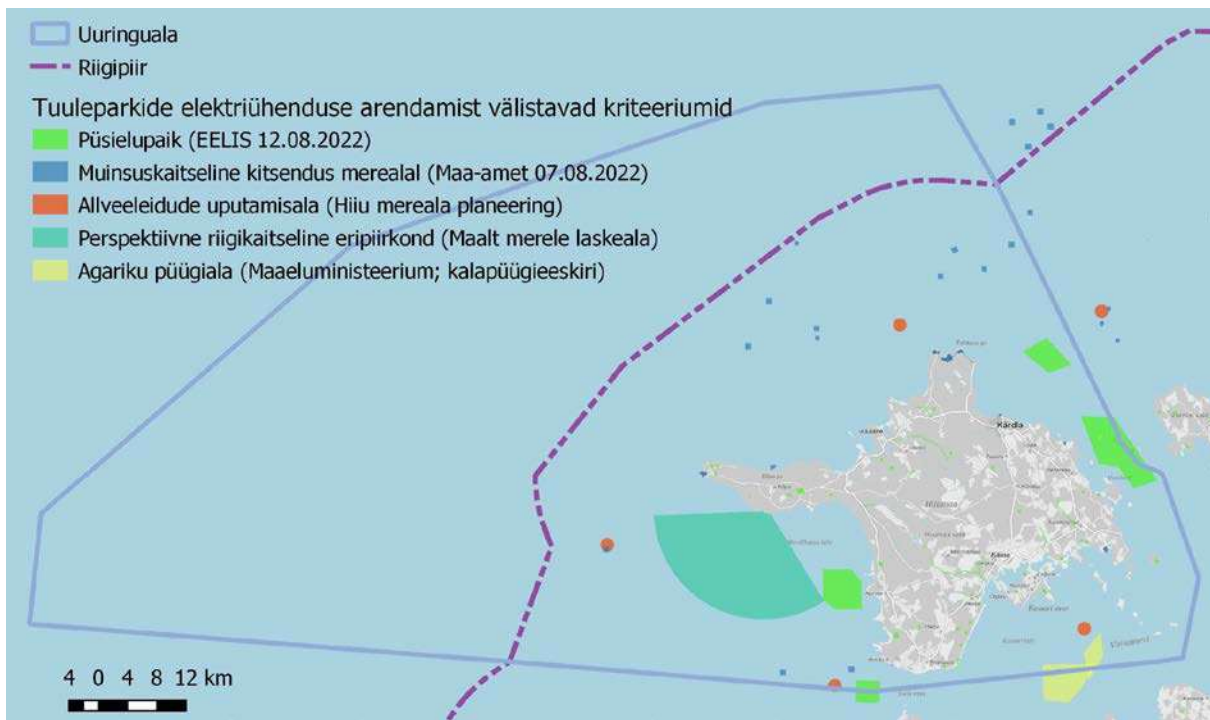 Uuringuala
Riigipiir
Tuuleparkide elektriühenduse arendamist välistavad kriteeriumid
Püsielupaik (EELIS 12.08.2022)
Muinsuskaitseline kitsendus merealal (Maa-amet 07.08.2022)
Allveeleidude uputamisala (Hiiu mereala planeering)
Perspektiivne riigikaitseline eripiirkond (Maalt merele laskeala)
Agariku püügiala (Maaeluministeerium; kalapüügieeskiri)
Kärdla
Käina
4 0 4 8 12 km